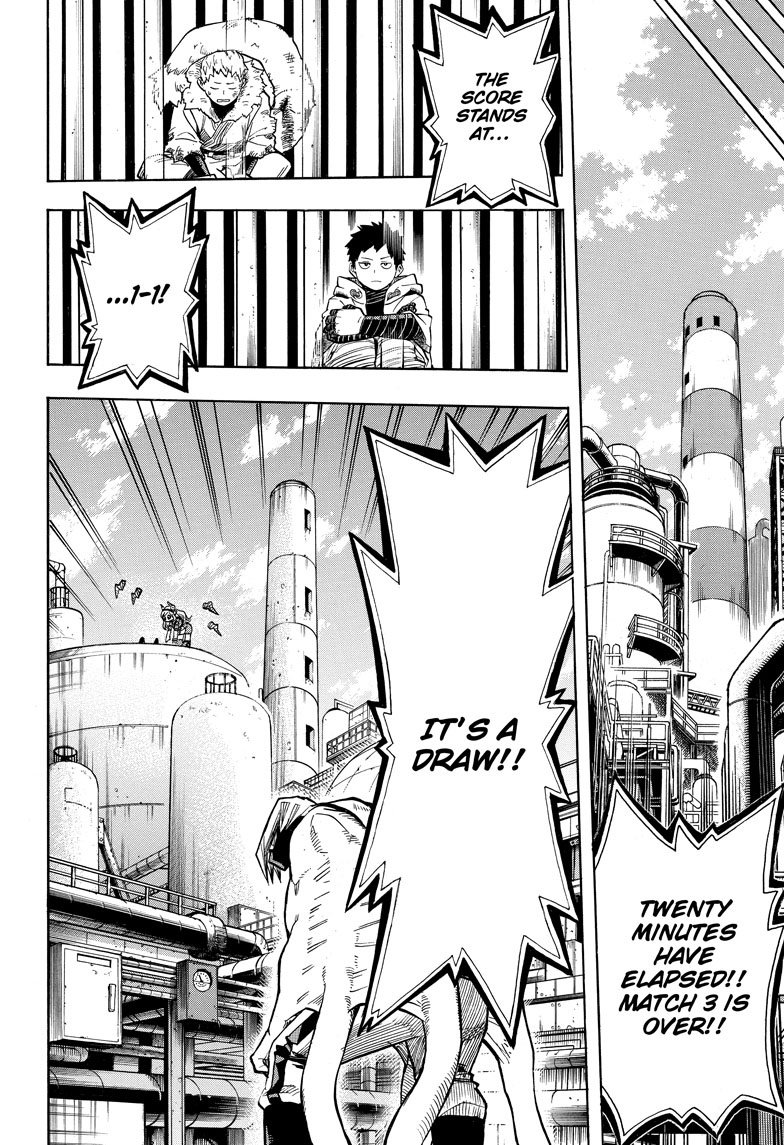 TWENTY
MINUTES
HAVE
ELAPSED!!
MATCH 3 IS
OVER!!
THE
SCORE
STANDS
AT...
...1-1!
IT'S A
DRAW!!